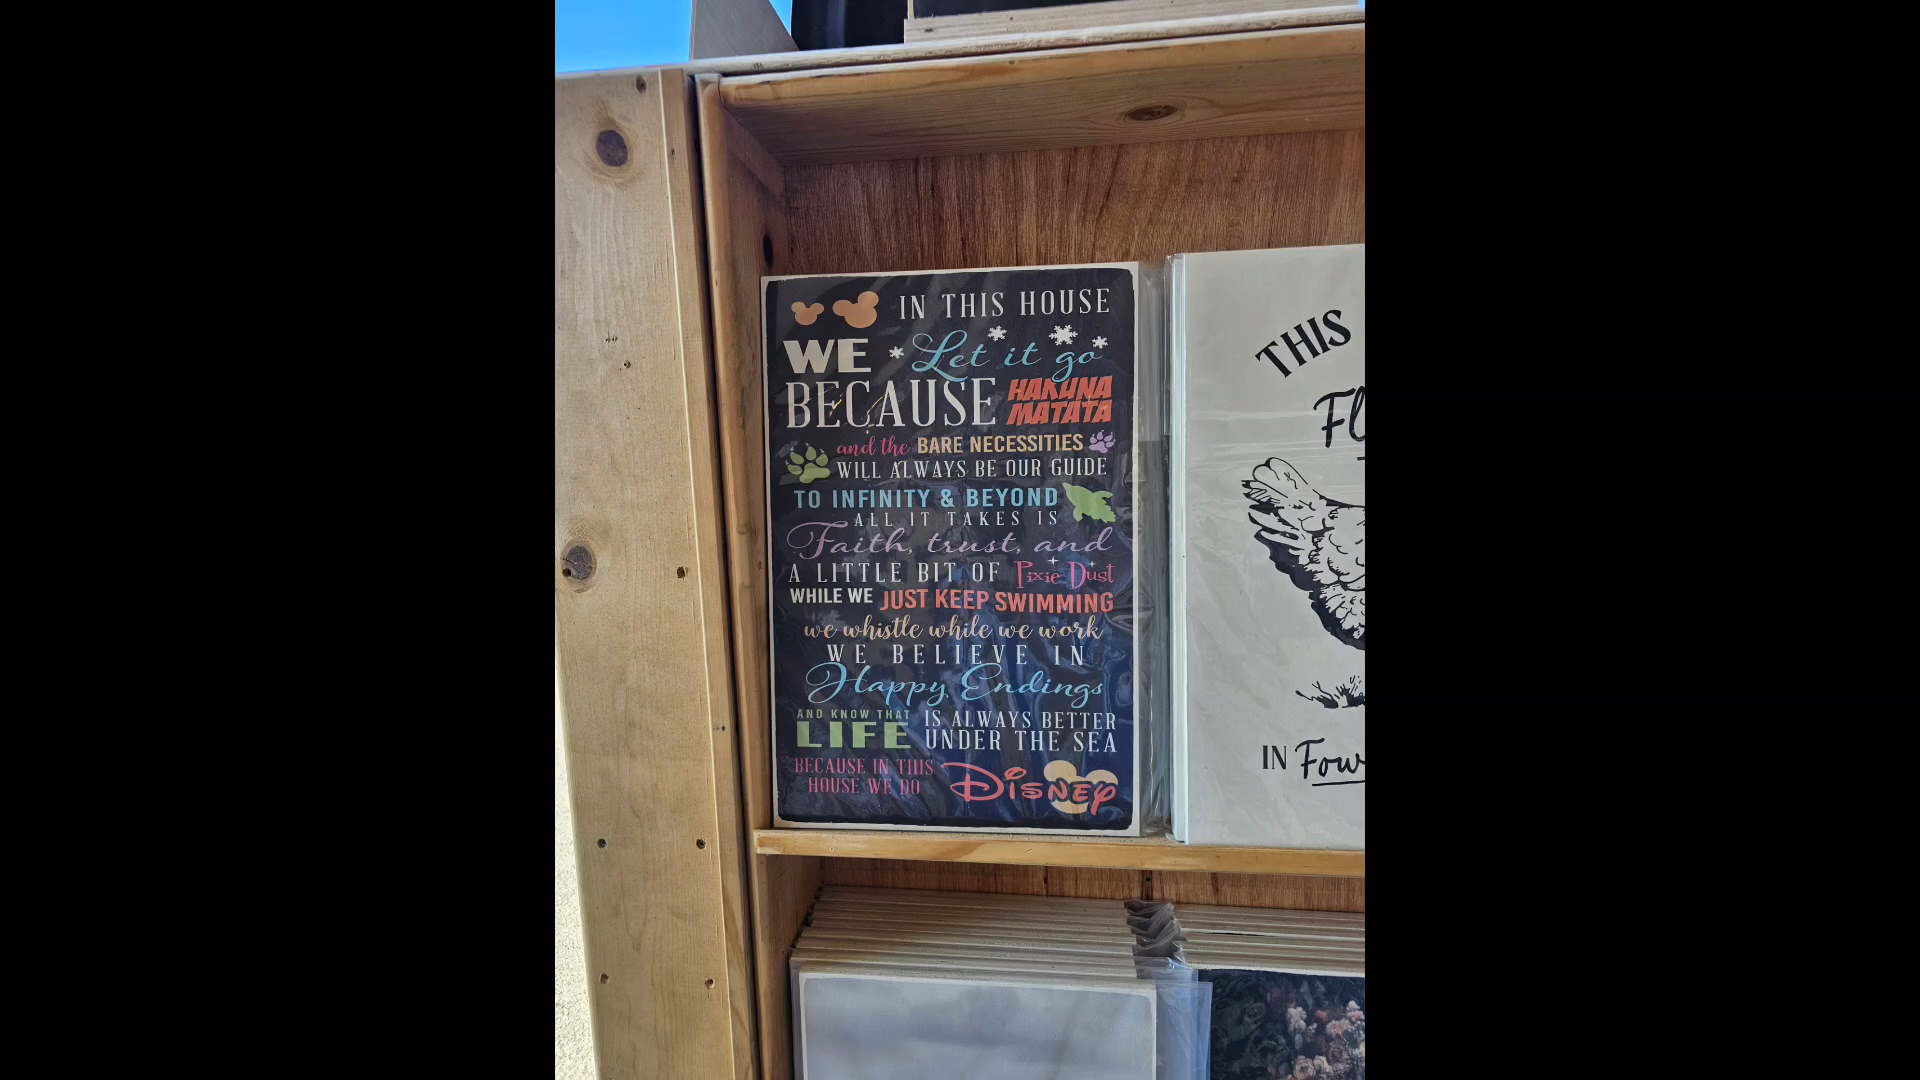 IN THIS HOUSE
WE Let it go
BECAUSE HAKUNA MATATA
and the BARE NECESSITIES
WILL ALWAYS BE OUR GUIDE
TO INFINITY & BEYOND
ALL IT TAKES IS
Faith, trust, and
A LITTLE BIT OF Pixie Dust
WHILE WE JUST KEEP SWIMMING
we whistle while we work
WE BELIEVE IN
Happy Endings
AND KNOW THAT
LIFE
IS ALWAYS BETTER
UNDER THE SEA
BECAUSE IN THIS
HOUSE WE DO
DISNEY
THIS
IN